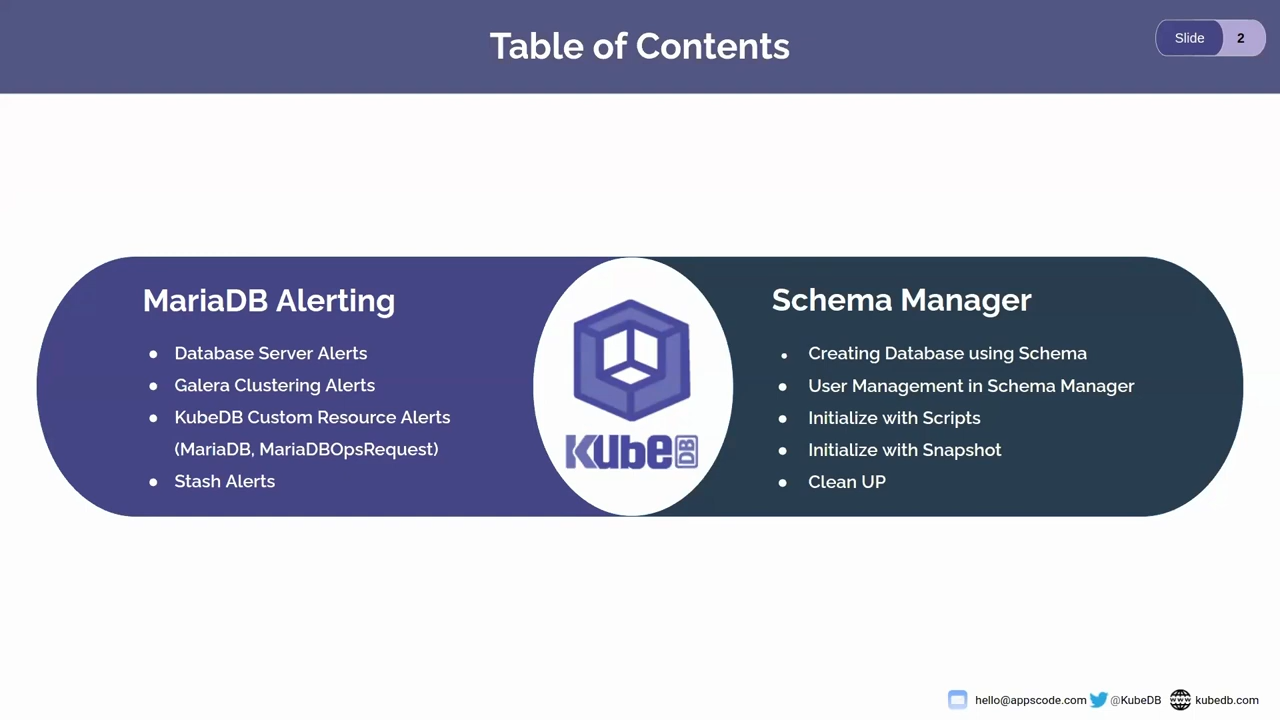 Table of Contents
Slide 2
MariaDB Alerting
● Database Server Alerts
● Galera Clustering Alerts
● KubeDB Custom Resource Alerts
(MariaDB, MariaDBOpsRequest)
● Stash Alerts
KubeDB
Schema Manager
● Creating Database using Schema
● User Management in Schema Manager
● Initialize with Scripts
● Initialize with Snapshot
● Clean UP
hello@appscode.com @KubeDB kubedb.com